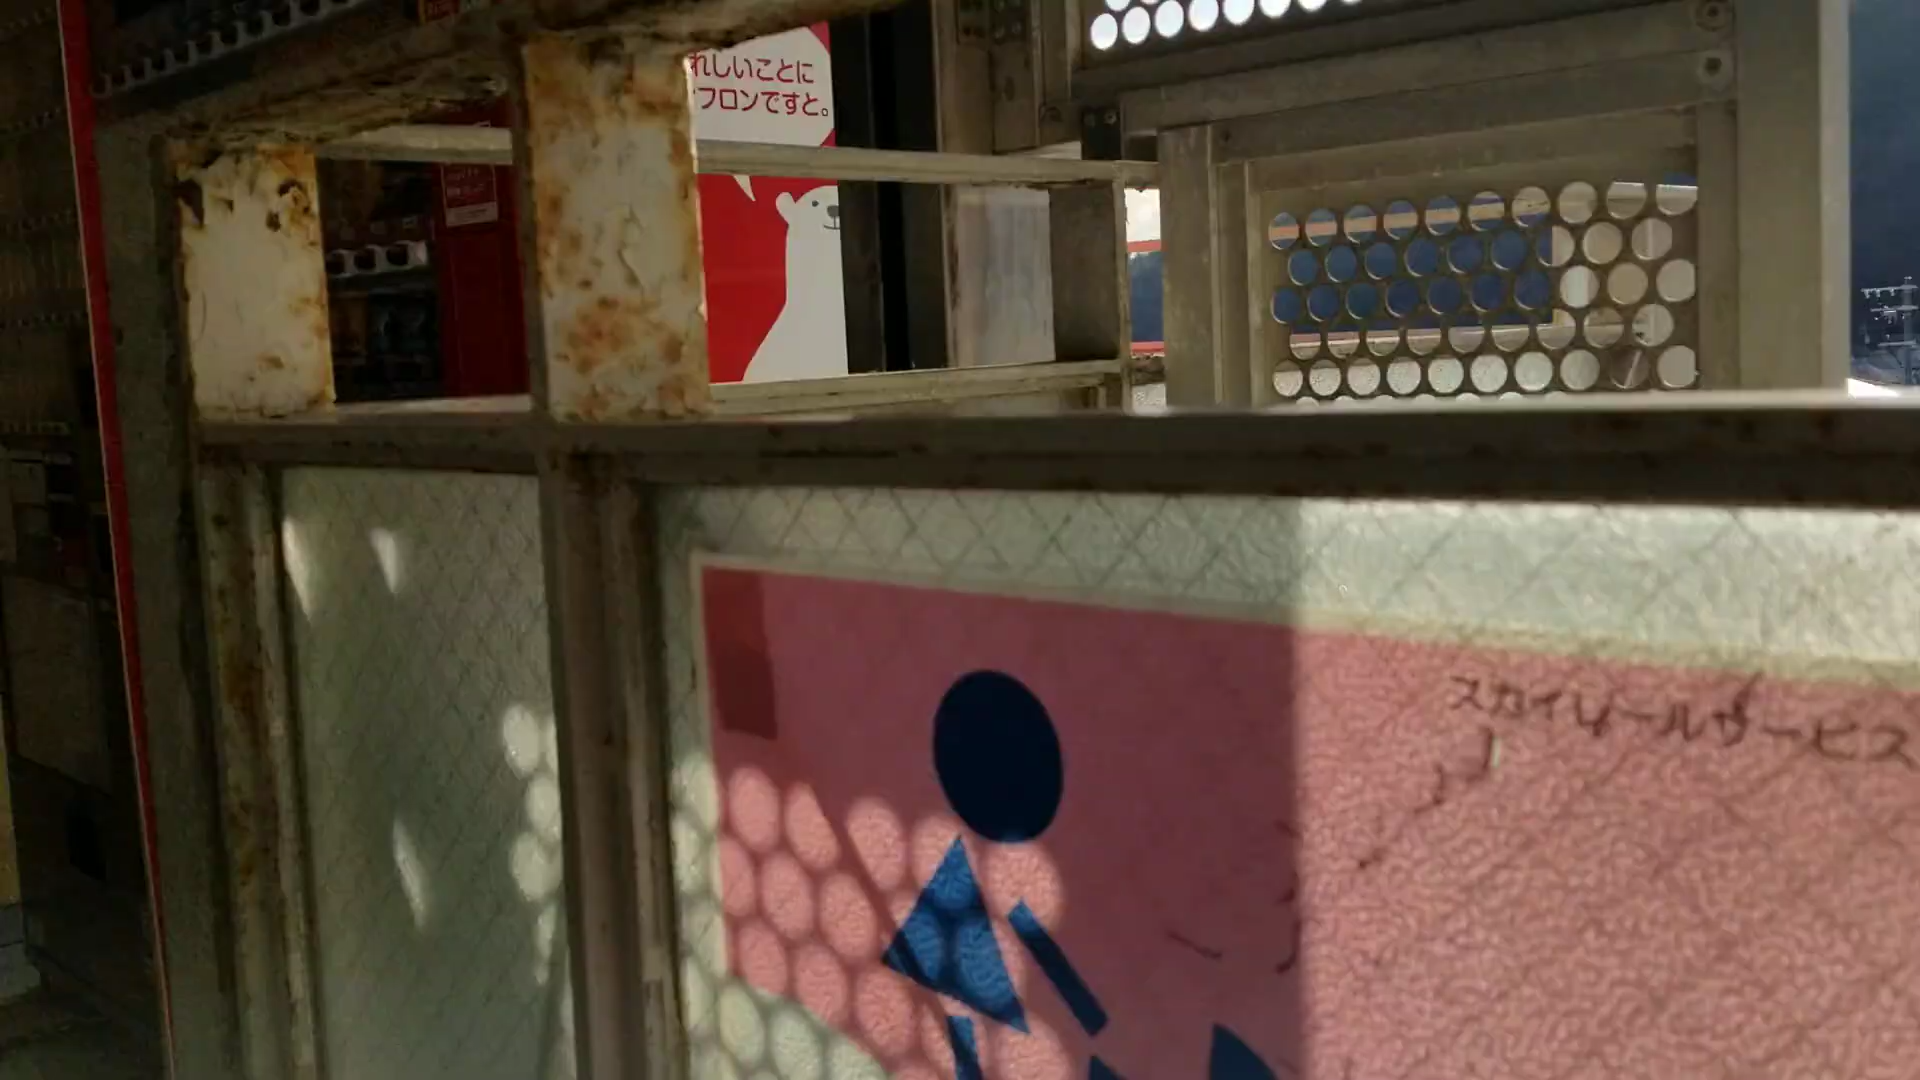 れしいことに
フロンですと。
スカイレールサービス